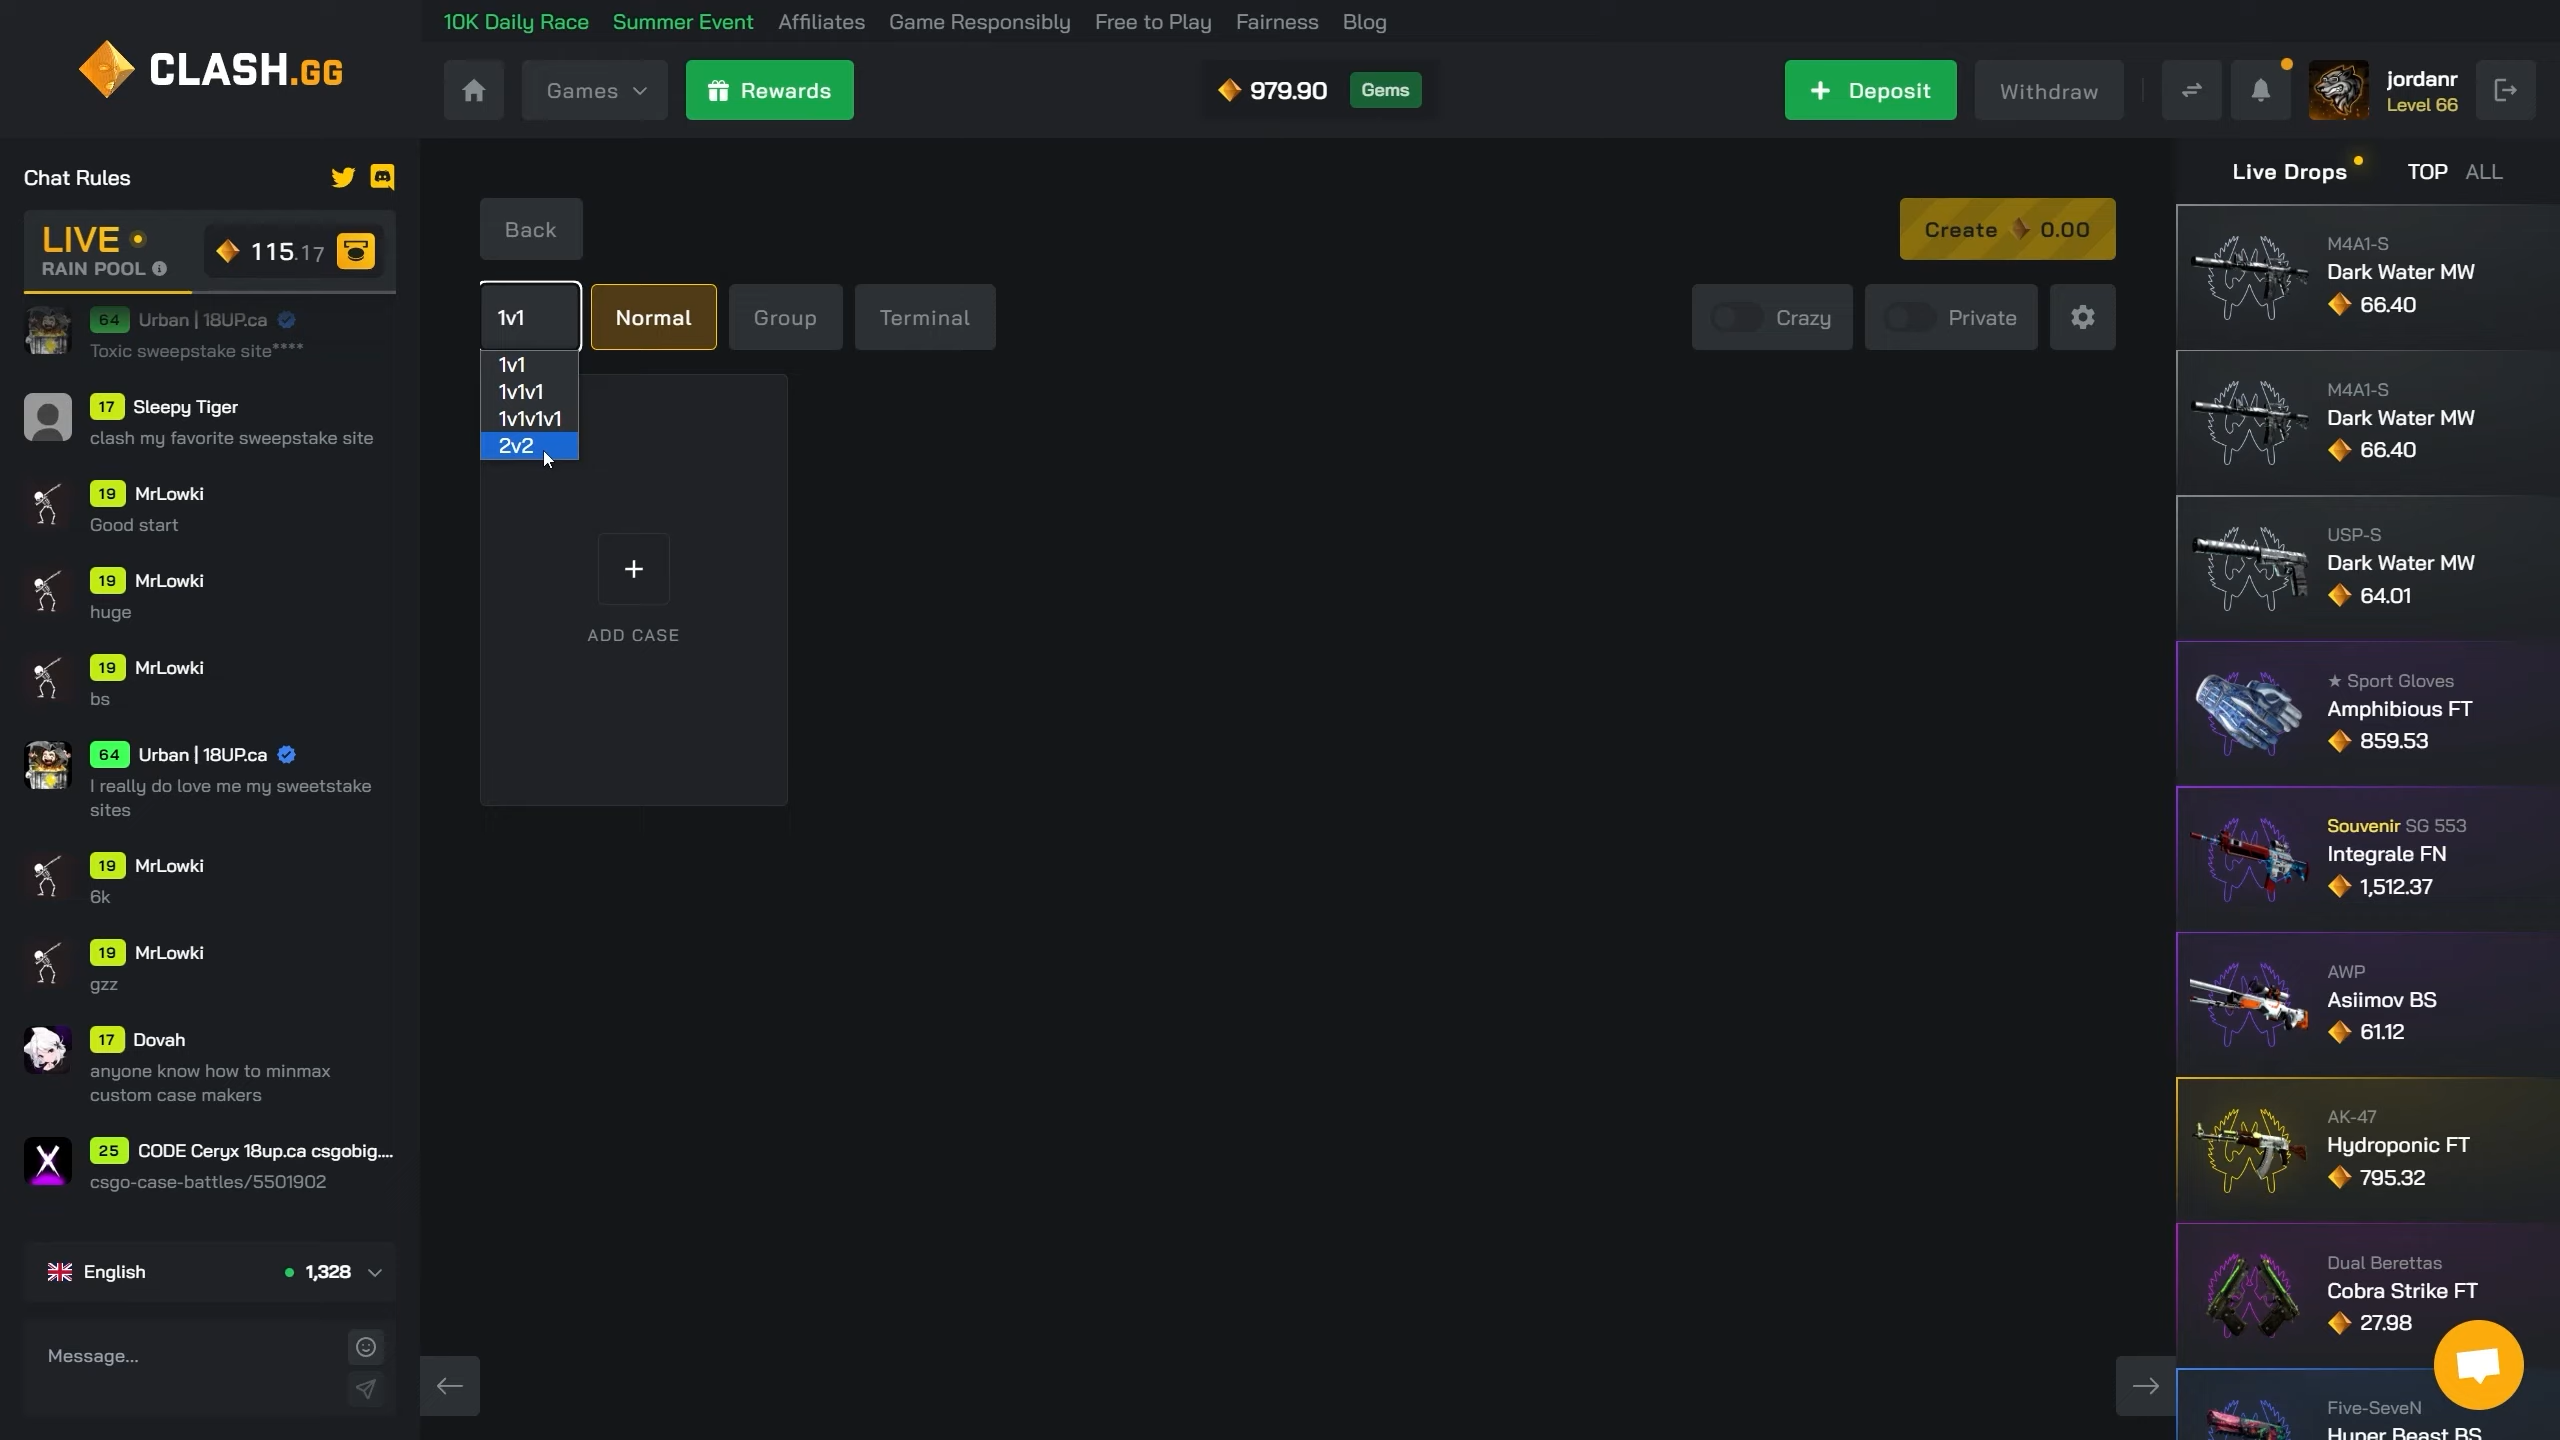 10K Daily Race Summer Event Affiliates Game Responsibly Free to Play Fairness Blog
CLASH.GG
Games
Rewards
979.90 Gems
Deposit
Withdraw
jordanr
Level 66
Chat Rules
LIVE
RAIN POOL
115.17
64 Urban | 18UP.ca
Toxic sweepstake site****
17 Sleepy Tiger
clash my favorite sweepstake site
19 MrLowki
Good start
19 MrLowki
huge
19 MrLowki
bs
64 Urban | 18UP.ca
I really do love me my sweetstake
sites
19 MrLowki
6k
19 MrLowki
gzz
17 Dovah
anyone know how to minmax
custom case makers
25 CODE Ceryx 18up.ca csgobig....
csgo-case-battles/5501902
English 1,328
Message...
Back
Create 0.00
1v1
Normal
Group
Terminal
Crazy
Private
1v1
1v1v1
1v1v1v1
2v2
ADD CASE
Live Drops TOP ALL
M4A1-S
Dark Water MW
66.40
M4A1-S
Dark Water MW
66.40
USP-S
Dark Water MW
64.01
★ Sport Gloves
Amphibious FT
859.53
Souvenir SG 553
Integrale FN
1,512.37
AWP
Asiimov BS
61.12
AK-47
Hydroponic FT
795.32
Dual Berettas
Cobra Strike FT
27.98
Five-SeveN
Hyper Beast BS